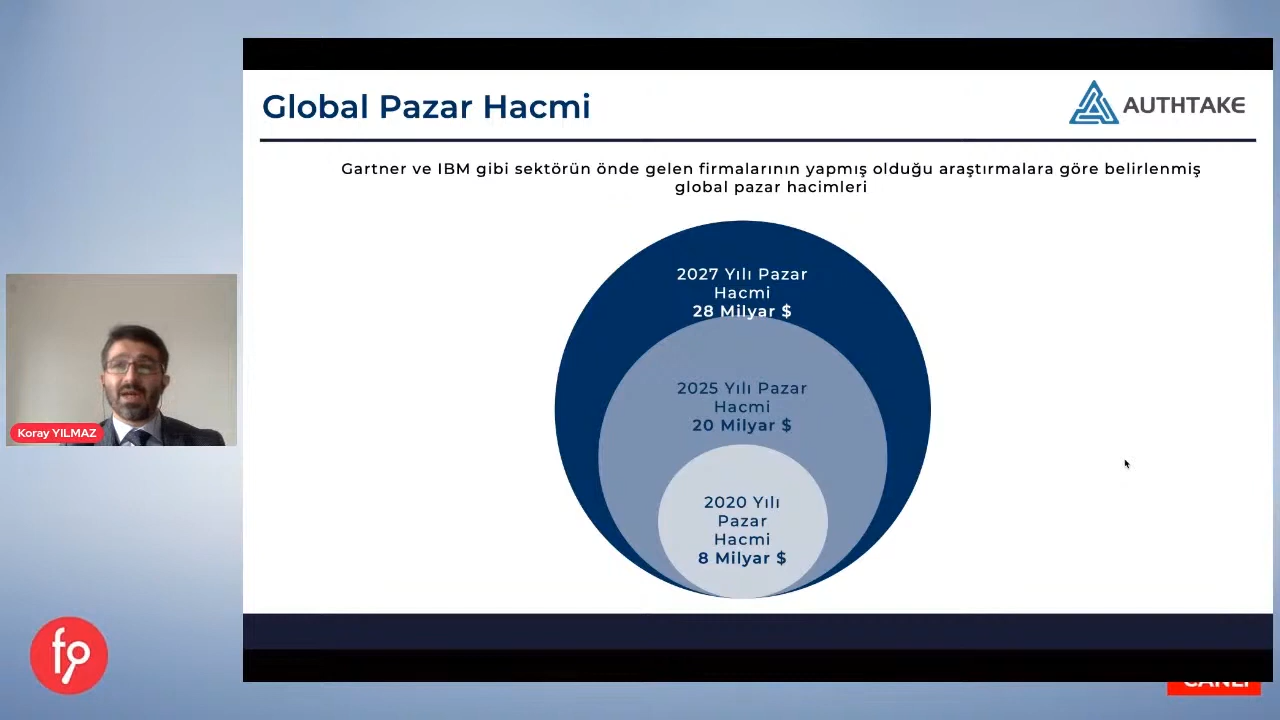 Global Pazar Hacmi
AUTHTAKE
Gartner ve IBM gibi sektörün önde gelen firmalarının yapmış olduğu araştırmalara göre belirlenmiş
global pazar hacimleri
2027 Yılı Pazar
Hacmi
28 Milyar $
2025 Yılı Pazar
Hacmi
20 Milyar $
2020 Yılı
Pazar
Hacmi
8 Milyar $
Koray YILMAZ
fp
CANLI